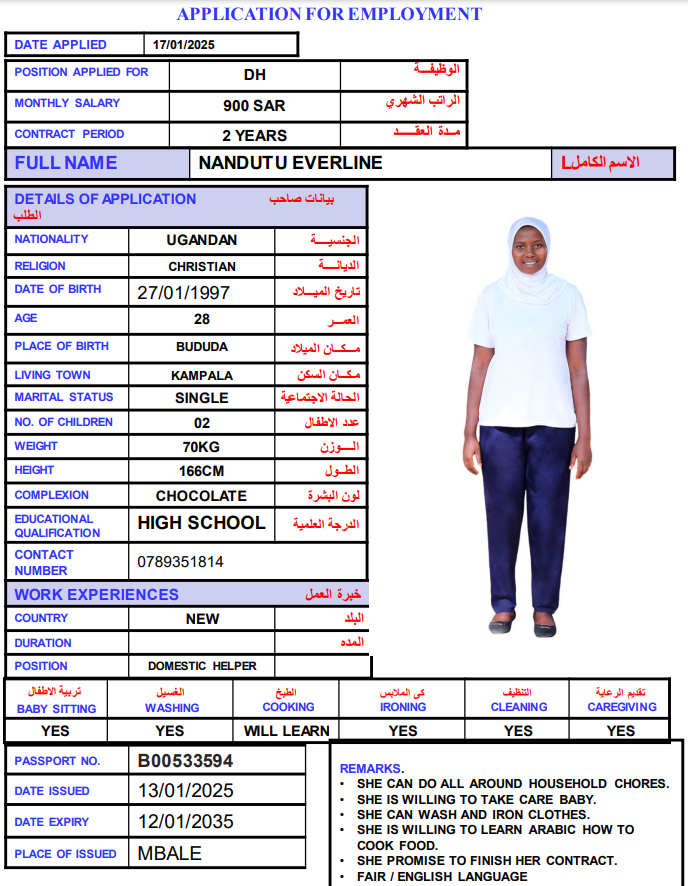 APPLICATION FOR EMPLOYMENT
DATE APPLIED 17/01/2025
POSITION APPLIED FOR DH الوظيفــة
MONTHLY SALARY 900 SAR الراتب الشهري
CONTRACT PERIOD 2 YEARS مـدة العقـــد
FULL NAME NANDUTU EVERLINE الاسم الكاملL
DETAILS OF APPLICATION بيانات صاحب
الطلب
NATIONALITY UGANDAN الجنسيــة
RELIGION CHRISTIAN الديانــة
DATE OF BIRTH 27/01/1997 تاريخ الميــلاد
AGE 28 العمــر
PLACE OF BIRTH BUDUDA مـكــان الميلاد
LIVING TOWN KAMPALA مكـان السكن
MARITAL STATUS SINGLE الحالة الاجتماعية
NO. OF CHILDREN 02 عدد الاطفال
WEIGHT 70KG الــوزن
HEIGHT 166CM الطــول
COMPLEXION CHOCOLATE لون البشرة
EDUCATIONAL
QUALIFICATION HIGH SCHOOL الدرجة العلمية
CONTACT
NUMBER 0789351814
WORK EXPERIENCES خبرة العمل
COUNTRY NEW البلد
DURATION المده
POSITION DOMESTIC HELPER
تربية الاطفال الغسيل الطبخ كى الملابس التنظيف تقديم الرعاية
BABY SITTING WASHING COOKING IRONING CLEANING CAREGIVING
YES YES WILL LEARN YES YES YES
PASSPORT NO. B00533594
DATE ISSUED 13/01/2025
DATE EXPIRY 12/01/2035
PLACE OF ISSUED MBALE
REMARKS.
• SHE CAN DO ALL AROUND HOUSEHOLD CHORES.
• SHE IS WILLING TO TAKE CARE BABY.
• SHE CAN WASH AND IRON CLOTHES.
• SHE IS WILLING TO LEARN ARABIC HOW TO
COOK FOOD.
• SHE PROMISE TO FINISH HER CONTRACT.
• FAIR / ENGLISH LANGUAGE